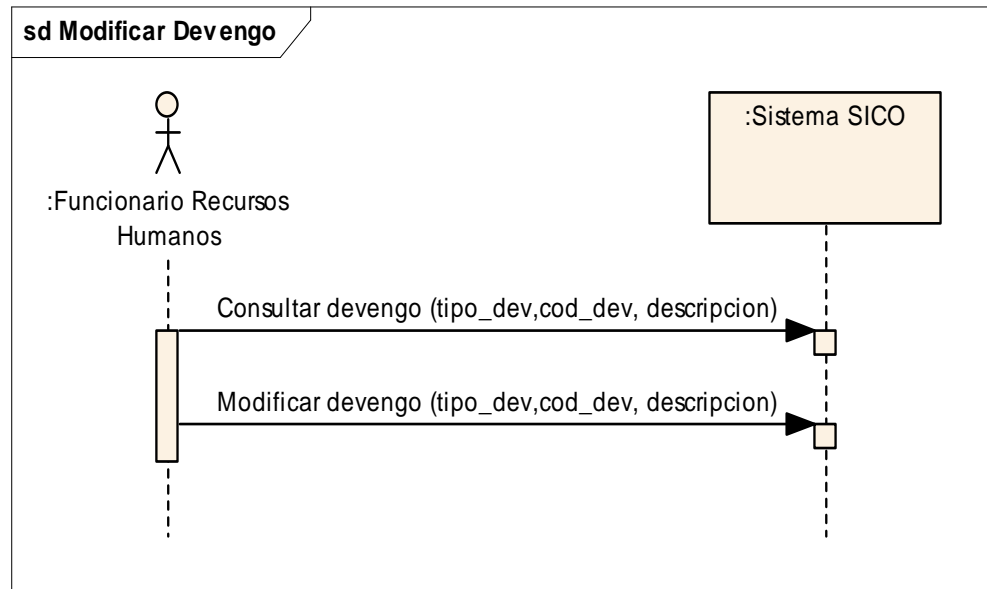 sd Modificar Devengo
:Funcionario Recursos
Humanos
:Sistema SICO
Consultar devengo (tipo_dev,cod_dev, descripcion)
Modificar devengo (tipo_dev,cod_dev, descripcion)